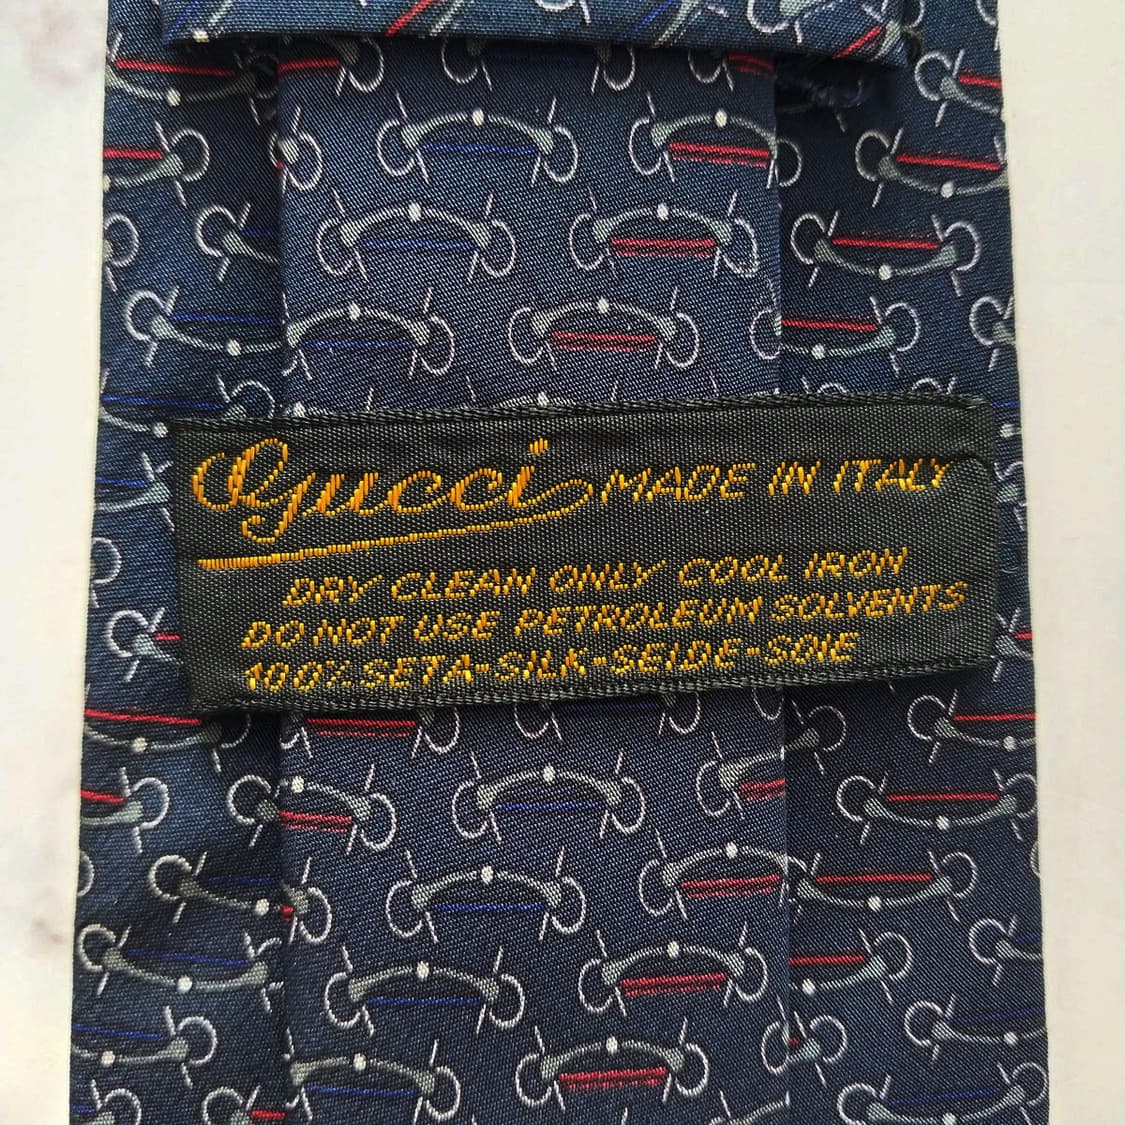 Gucci MADE IN ITALY
DRY CLEAN ONLY COOL IRON
DO NOT USE PETROLEUM SOLVENTS
100% SETA-SILK-SEIDE-SOIE